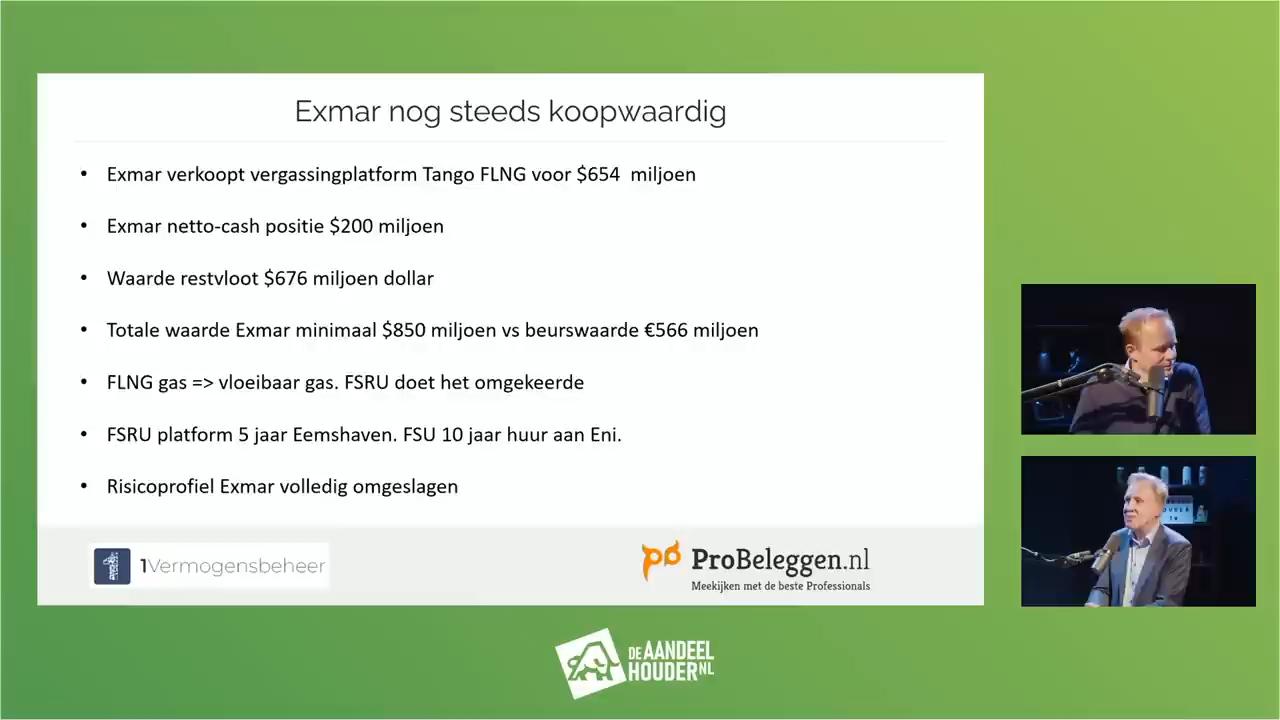 Exmar nog steeds koopwaardig
• Exmar verkoopt vergassingplatform Tango FLNG voor $654 miljoen
• Exmar netto-cash positie $200 miljoen
• Waarde restvloot $676 miljoen dollar
• Totale waarde Exmar minimaal $850 miljoen vs beurswaarde €566 miljoen
• FLNG gas => vloeibaar gas. FSRU doet het omgekeerde
• FSRU platform 5 jaar Eemshaven. FSU 10 jaar huur aan Eni.
• Risicoprofiel Exmar volledig omgeslagen
1Vermogensbeheer
ProBeleggen.nl
Meekijken met de beste Professionals
DE AANDEEL
HOUDER NL